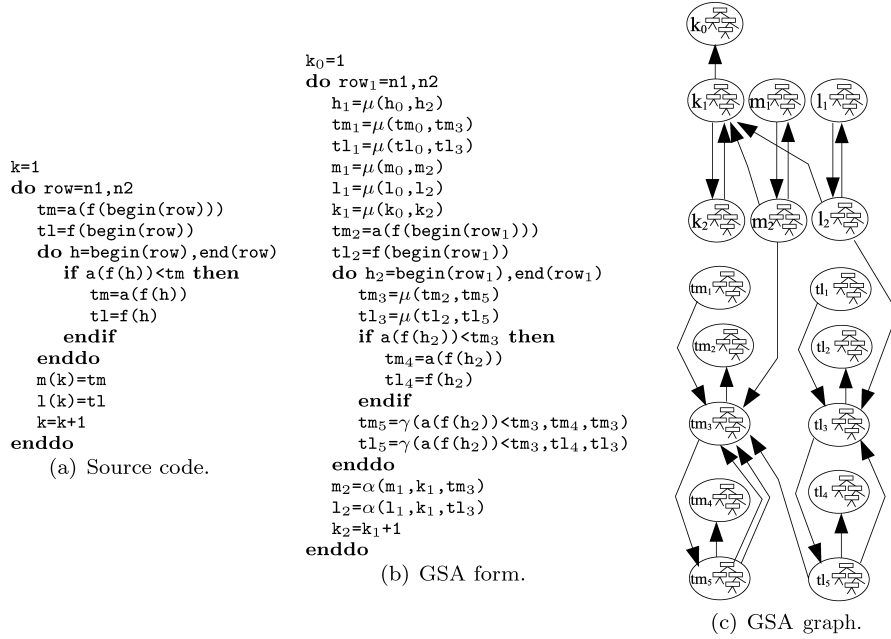 k=1
do row=n1,n2
tm=a(f(begin(row)))
tl=f(begin(row))
do h=begin(row),end(row)
if a(f(h))<tm then
tm=a(f(h))
tl=f(h)
endif
enddo
m(k)=tm
l(k)=tl
k=k+1
enddo
(a) Source code.
k₀=1
do row₁=n1,n2
h₁=μ(h₀,h₂)
tm₁=μ(tm₀,tm₃)
tl₁=μ(tl₀,tl₃)
m₁=μ(m₀,m₂)
l₁=μ(l₀,l₂)
k₁=μ(k₀,k₂)
tm₂=a(f(begin(row₁)))
tl₂=f(begin(row₁))
do h₂=begin(row₁),end(row₁)
tm₃=μ(tm₂,tm₅)
tl₃=μ(tl₂,tl₅)
if a(f(h₂))<tm₃ then
tm₄=a(f(h₂))
tl₄=f(h₂)
endif
tm₅=γ(a(f(h₂))<tm₃,tm₄,tm₃)
tl₅=γ(a(f(h₂))<tm₃,tl₄,tl₃)
enddo
m₂=α(m₁,k₁,tm₃)
l₂=α(l₁,k₁,tl₃)
k₂=k₁+1
enddo
(b) GSA form.
k₀
k₁ m₁ l₁
k₂ m₂ l₂
tm₁ tl₁
tm₂ tl₂
tm₃ tl₃
tm₄ tl₄
tm₅ tl₅
(c) GSA graph.